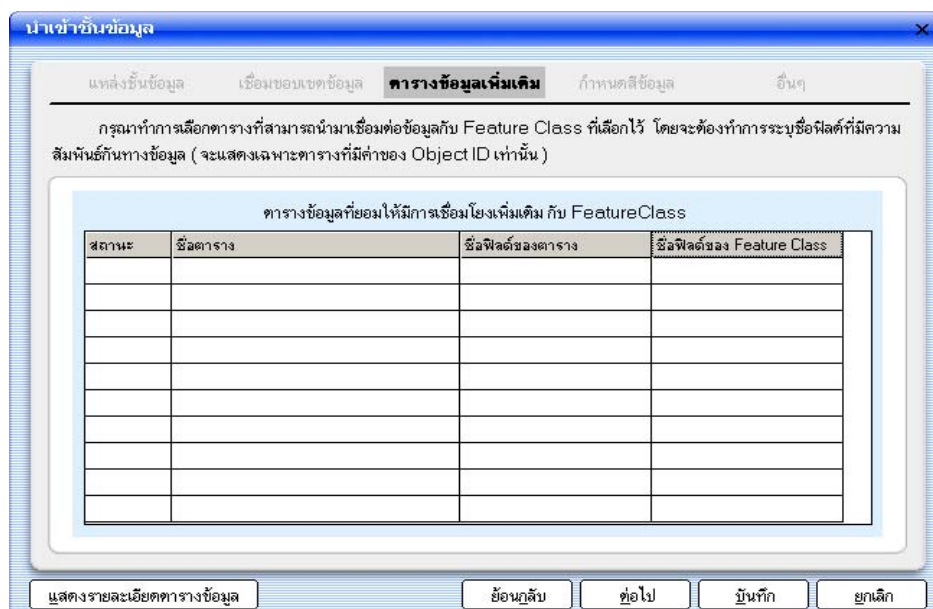 นำเข้าชั้นข้อมูล
แหล่งชั้นข้อมูล เชื่อมขอบเขตข้อมูล ตารางข้อมูลเพิ่มเติม กำหนดสีข้อมูล อื่นๆ
กรุณาทำการเลือกตารางที่สามารถนำมาเชื่อมต่อข้อมูลกับ Feature Class ที่เลือกไว้ โดยจะต้องทำการระบุชื่อฟิลด์ที่มีความ
สัมพันธ์กันทางข้อมูล ( จะแสดงเฉพาะตารางที่มีค่าของ Object ID เท่านั้น )
ตารางข้อมูลที่ยอมให้มีการเชื่อมโยงเพิ่มเติม กับ FeatureClass
สถานะ ชื่อตาราง ชื่อฟิลด์ของตาราง ชื่อฟิลด์ของ Feature Class
แสดงรายละเอียดตารางข้อมูล ย้อนกลับ ต่อไป บันทึก ยกเลิก